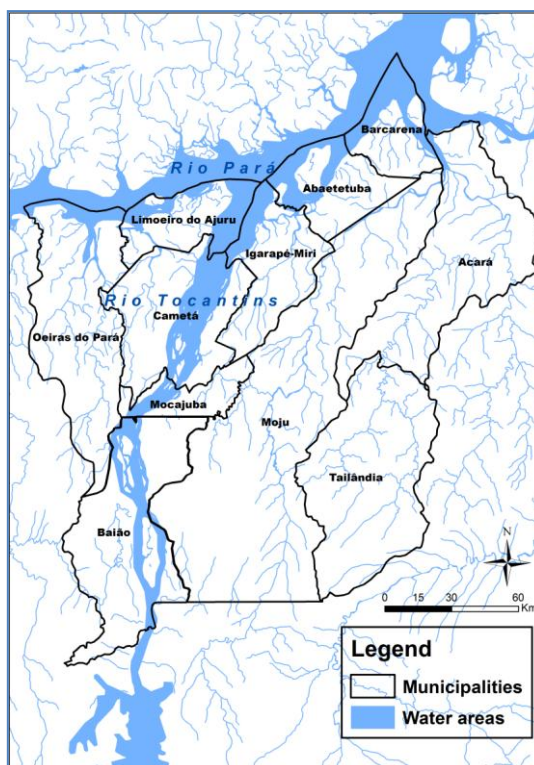 Barcarena
Rio Pará
Abaetetuba
Limoeiro do Ajuru
Igarapé-Miri
Acará
Rio Tocantins
Cametá
Oeiras do Pará
Mocajuba
Moju
Tailândia
Baião
N
0 15 30 60
Km
Legend
Municipalities
Water areas